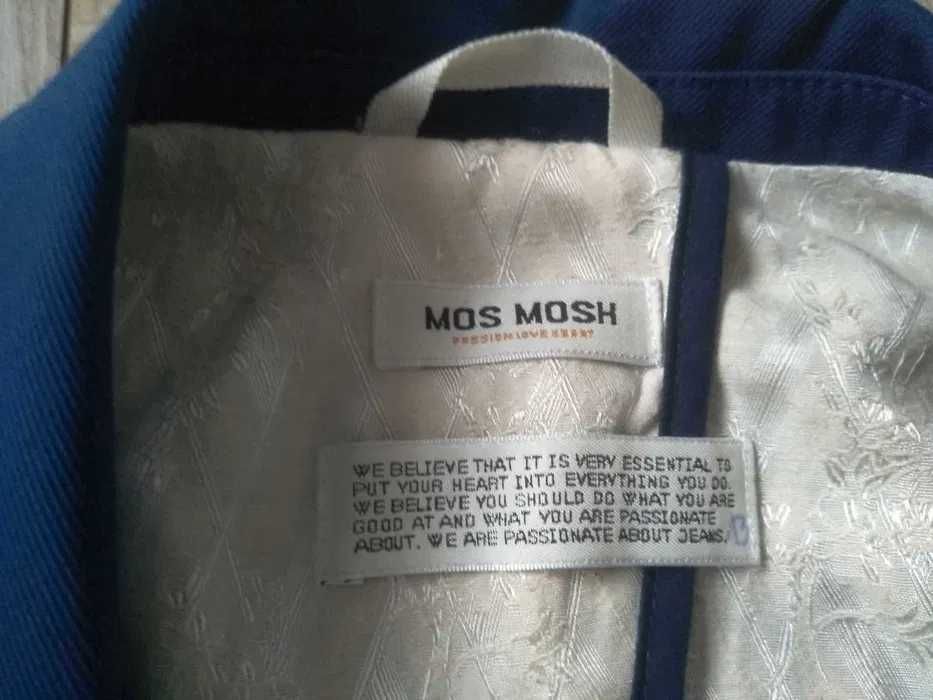 MOS MOSH
PASSION LOVE HEART
WE BELIEVE THAT IT IS VERY ESSENTIAL TO
PUT YOUR HEART INTO EVERYTHING YOU DO.
WE BELIEVE YOU SHOULD DO WHAT YOU ARE
GOOD AT AND WHAT YOU ARE PASSIONATE
ABOUT. WE ARE PASSIONATE ABOUT JEANS.